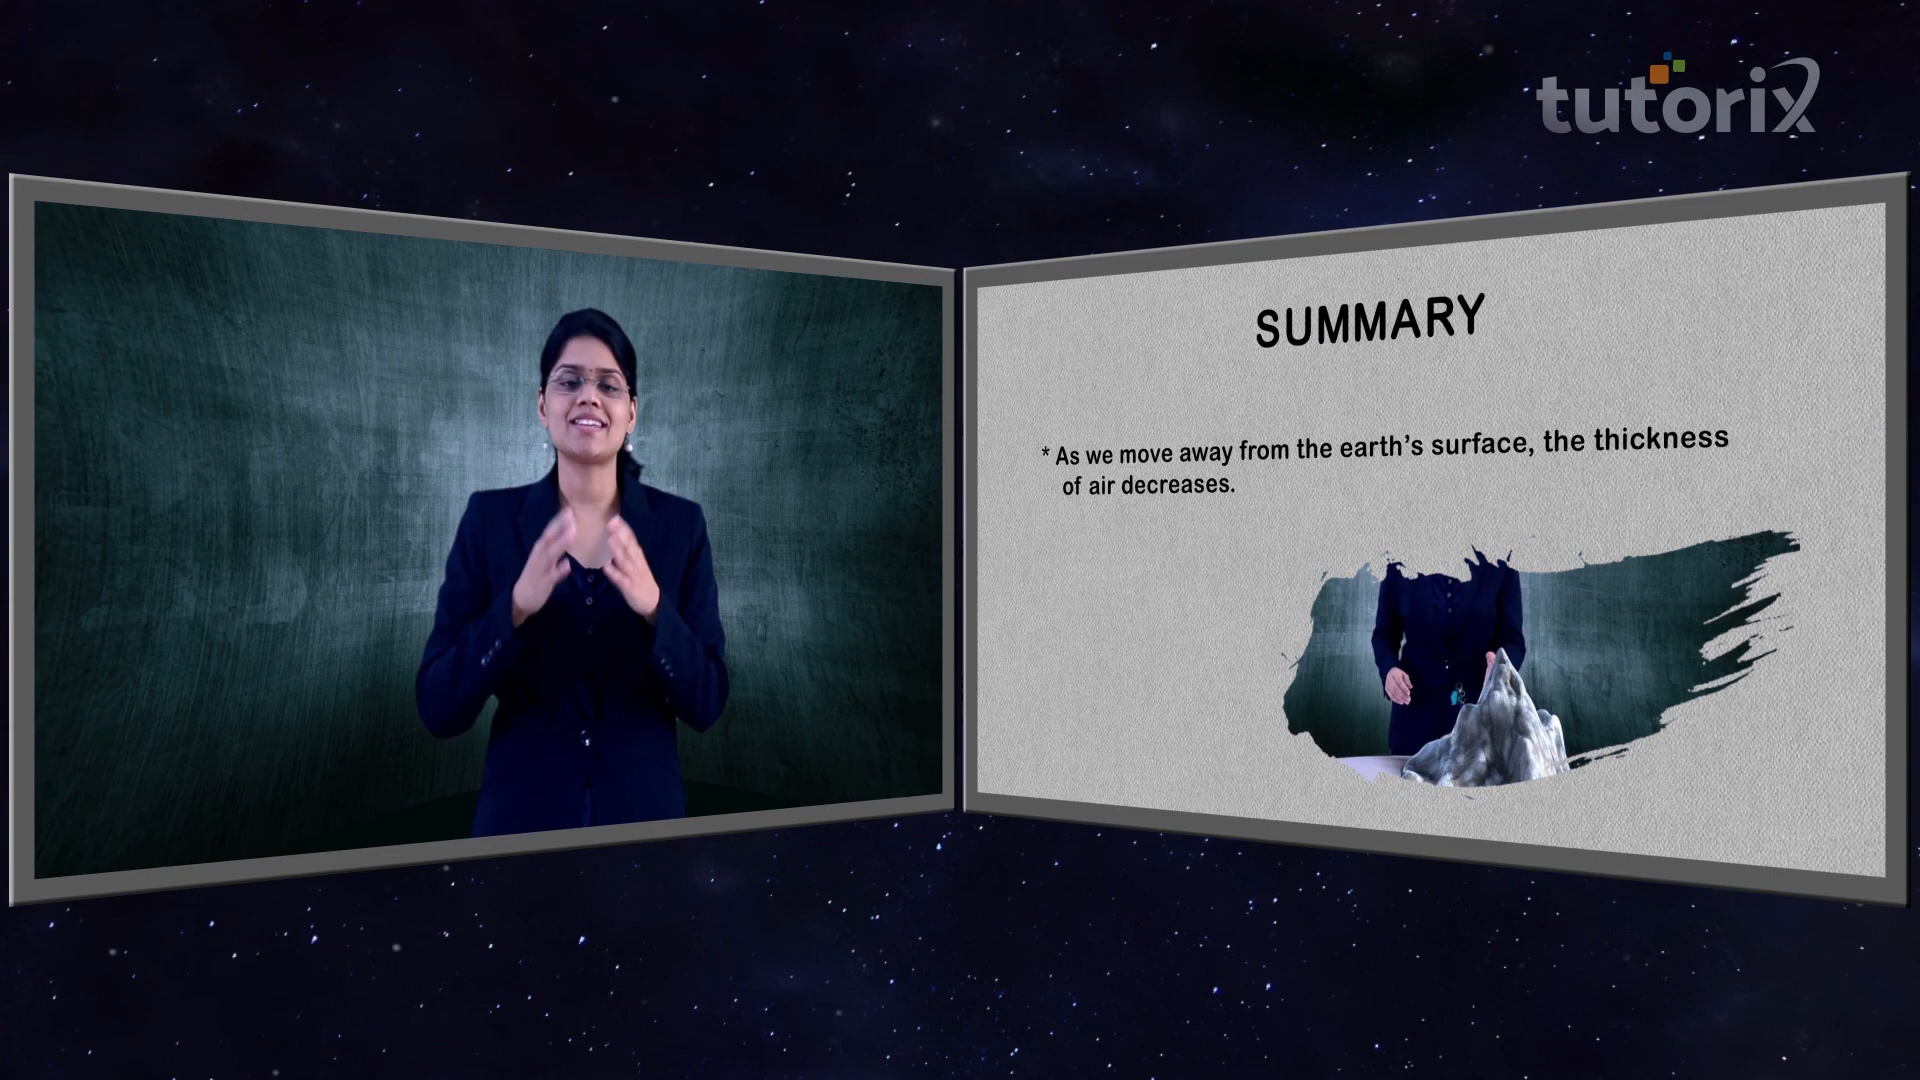 tutorix
SUMMARY
* As we move away from the earth’s surface, the thickness
of air decreases.